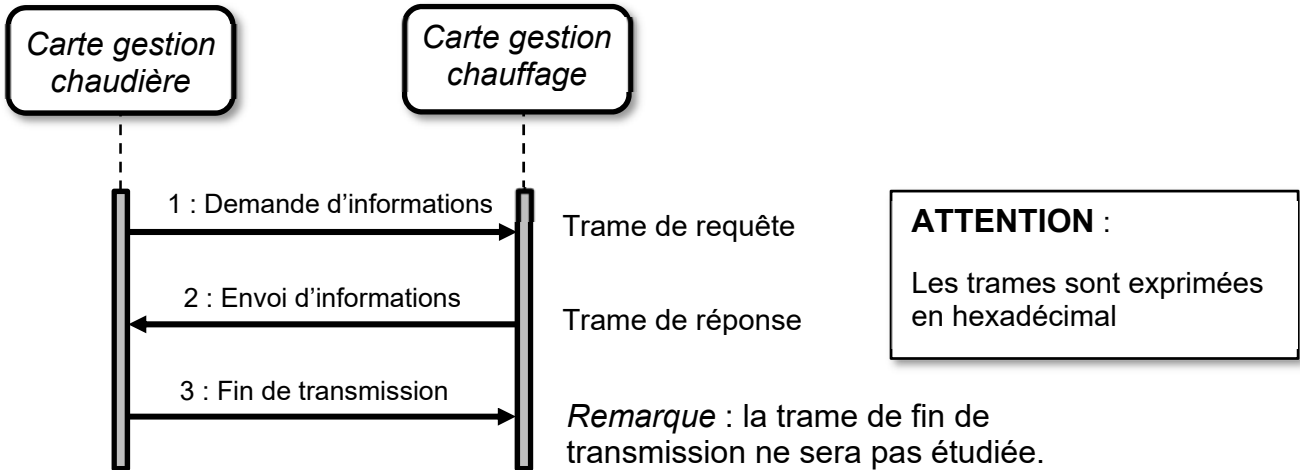 Carte gestion
chaudière
Carte gestion
chauffage
1 : Demande d’informations
Trame de requête
2 : Envoi d’informations
Trame de réponse
3 : Fin de transmission
Remarque : la trame de fin de
transmission ne sera pas étudiée.
ATTENTION :
Les trames sont exprimées
en hexadécimal